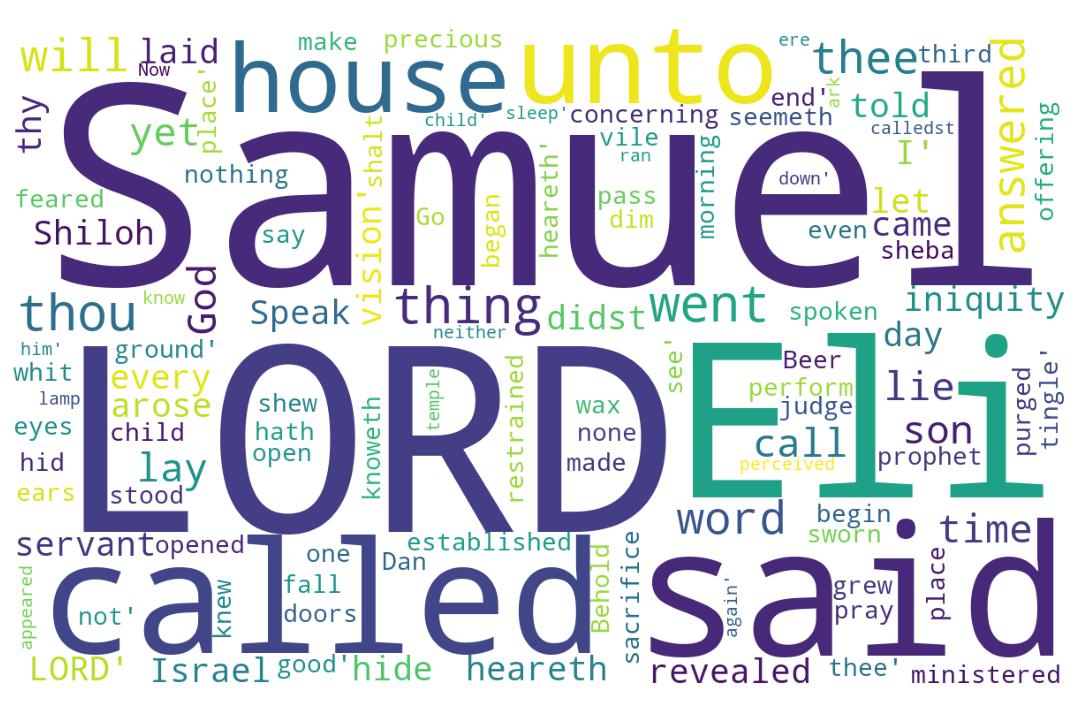 will
Now
laid
house
make
precious
unto
ere
thee
third
thy
yet
place'
Samuel
child'
sleep'
concerning
end'
seemeth
ark
told
calledst
answered
offering
nothing
vision'
shalt
vile
ran
I'
feared
Shiloh
say
Go
began
heareth'
pass
dim
morning
down'
let
even
came
sheba
thou
know
God
Speak
thing
neither
didst
went
spoken
iniquity
him'
ground'
whit
every
lamp
arose
eyes
child
hid
lay
ears
stood
LORD
shew
hath
open
knoweth
temple
restrained
wax
none
made
see'
Eli
Beer
perform
judge
call
perceived
day
lie
son
prophet
purged
tingle'
servant
opened
called
one
Dan
established
word
begin
sworn
time
appeared
not'
knew
fall
doors
Behold
sacrifice
said
again'
grew
pray
place
LORD'
Israel
good'
hide
heareth
revealed
thee'
ministered